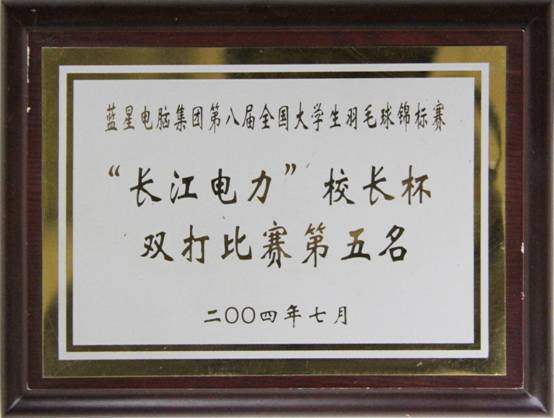 蓝星电脑集团第八届全国大学生羽毛球锦标赛
“长江电力”校长杯
双打比赛第五名
二〇〇四年七月